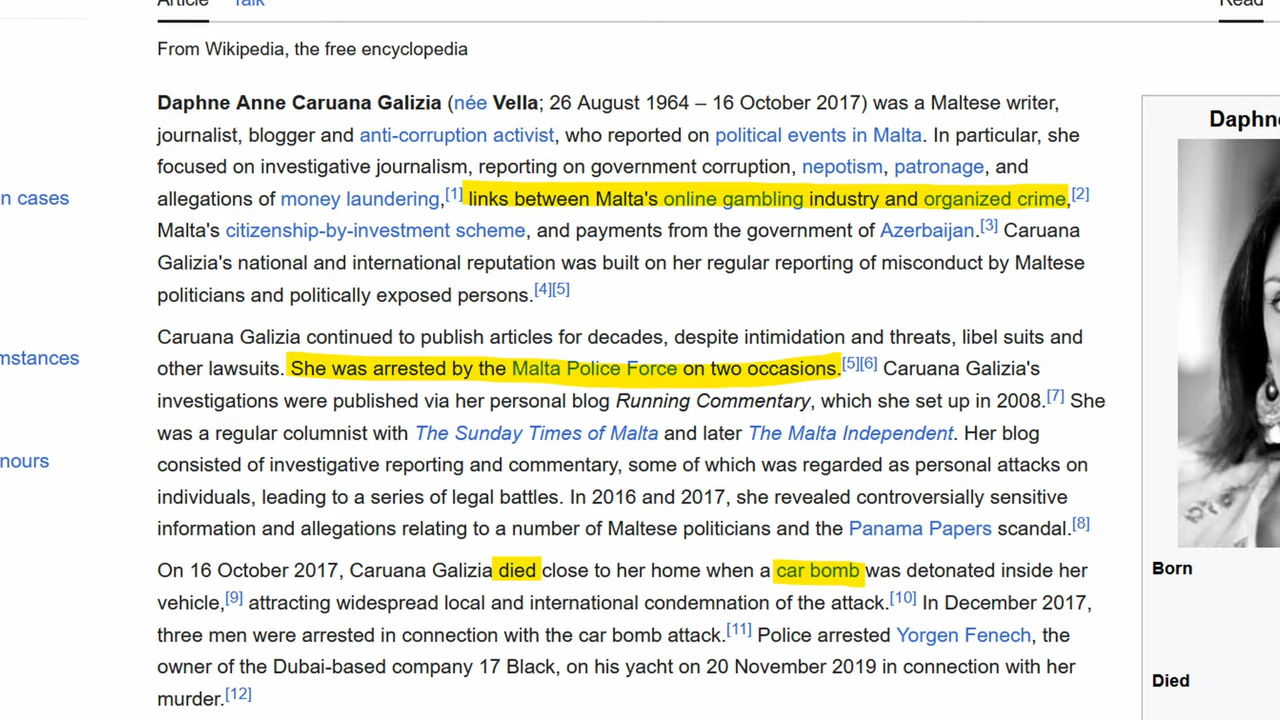 Article Talk Read
From Wikipedia, the free encyclopedia
Daphne Anne Caruana Galizia (née Vella; 26 August 1964 – 16 October 2017) was a Maltese writer,
journalist, blogger and anti-corruption activist, who reported on political events in Malta. In particular, she
focused on investigative journalism, reporting on government corruption, nepotism, patronage, and
allegations of money laundering,[1] links between Malta's online gambling industry and organized crime,[2]
Malta's citizenship-by-investment scheme, and payments from the government of Azerbaijan.[3] Caruana
Galizia's national and international reputation was built on her regular reporting of misconduct by Maltese
politicians and politically exposed persons.[4][5]
Caruana Galizia continued to publish articles for decades, despite intimidation and threats, libel suits and
other lawsuits. She was arrested by the Malta Police Force on two occasions.[5][6] Caruana Galizia's
investigations were published via her personal blog Running Commentary, which she set up in 2008.[7] She
was a regular columnist with The Sunday Times of Malta and later The Malta Independent. Her blog
consisted of investigative reporting and commentary, some of which was regarded as personal attacks on
individuals, leading to a series of legal battles. In 2016 and 2017, she revealed controversially sensitive
information and allegations relating to a number of Maltese politicians and the Panama Papers scandal.[8]
On 16 October 2017, Caruana Galizia died close to her home when a car bomb was detonated inside her
vehicle,[9] attracting widespread local and international condemnation of the attack.[10] In December 2017,
three men were arrested in connection with the car bomb attack.[11] Police arrested Yorgen Fenech, the
owner of the Dubai-based company 17 Black, on his yacht on 20 November 2019 in connection with her
murder.[12]
n cases
mstances
nours
Daphn
Born
Died